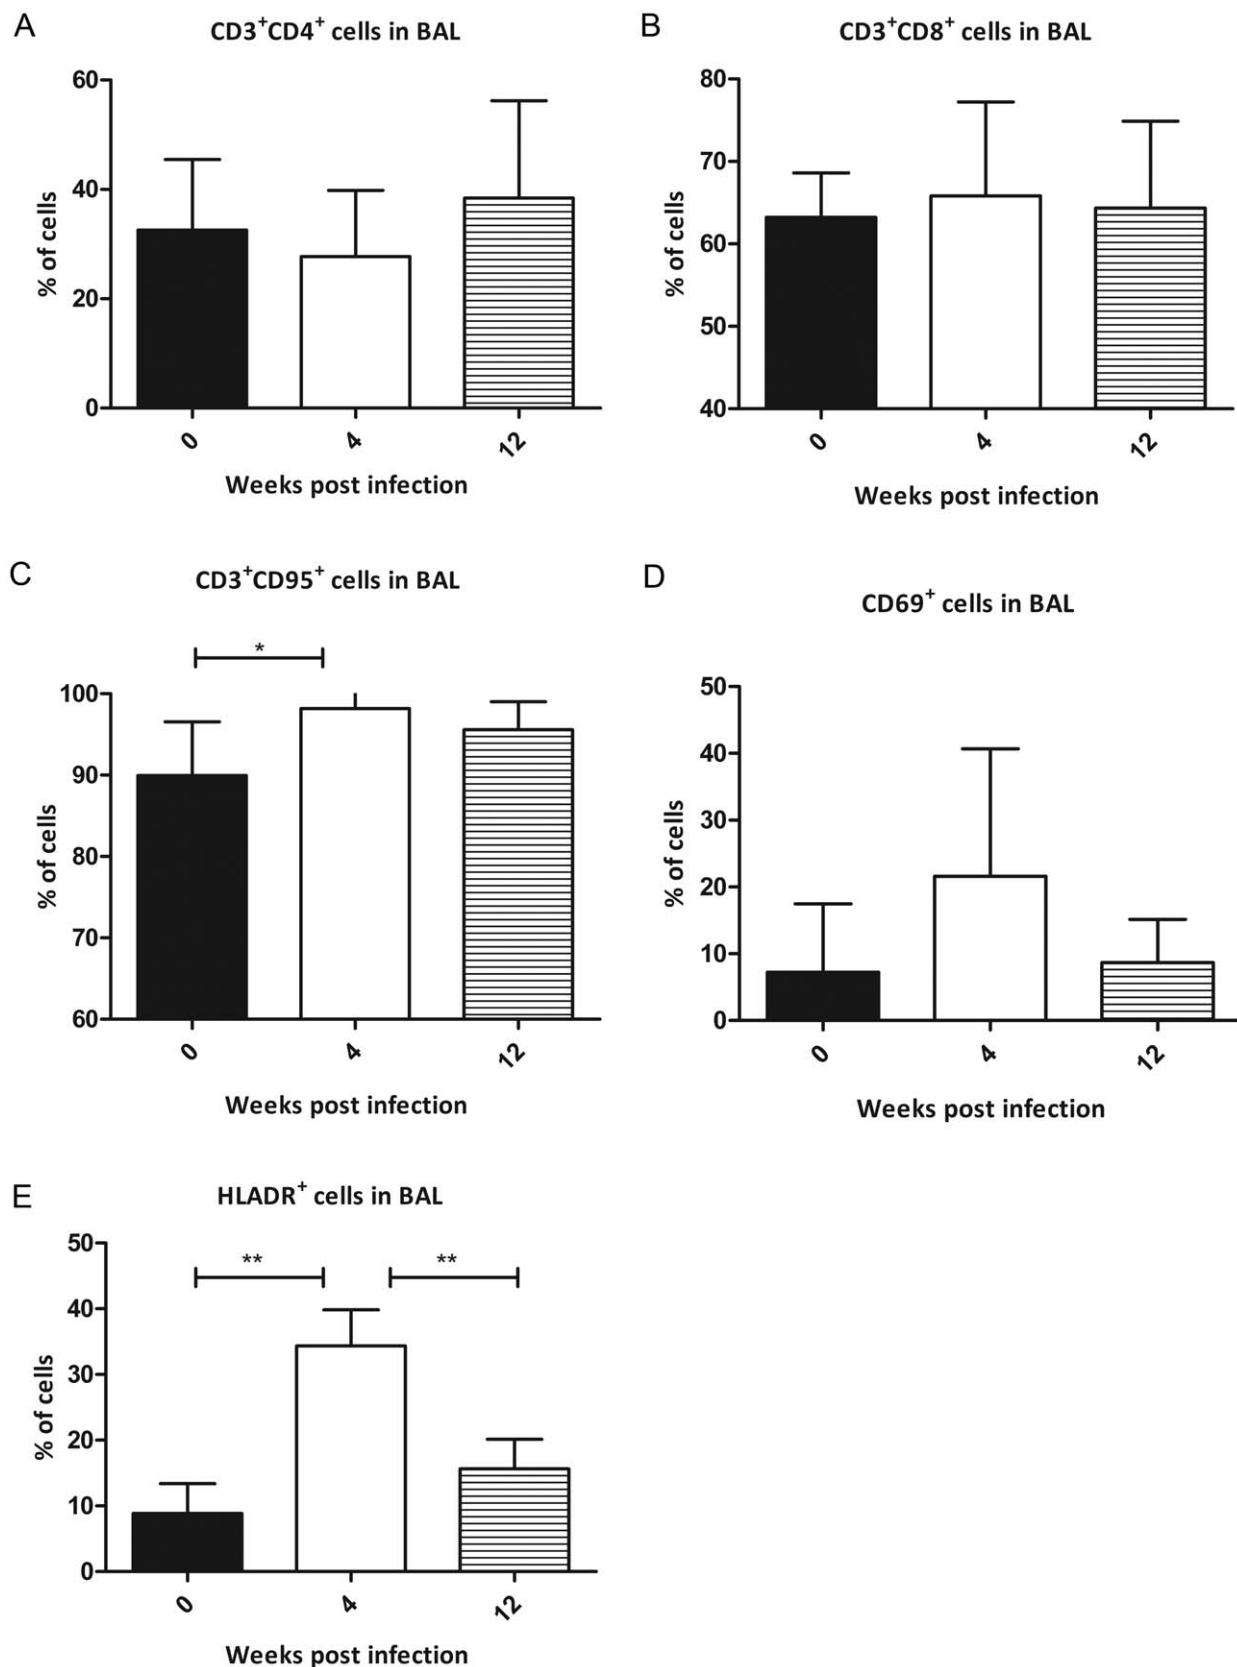 A
CD3⁺CD4⁺ cells in BAL
60
40
20
0
% of cells
0
4
12
Weeks post infection
B
CD3⁺CD8⁺ cells in BAL
80
70
60
50
40
% of cells
0
4
12
Weeks post infection
C
CD3⁺CD95⁺ cells in BAL
*
100
90
80
70
60
% of cells
0
4
12
Weeks post infection
D
CD69⁺ cells in BAL
50
40
30
20
10
0
% of cells
0
4
12
Weeks post infection
E
HLADR⁺ cells in BAL
**
**
50
40
30
20
10
0
% of cells
0
4
12
Weeks post infection